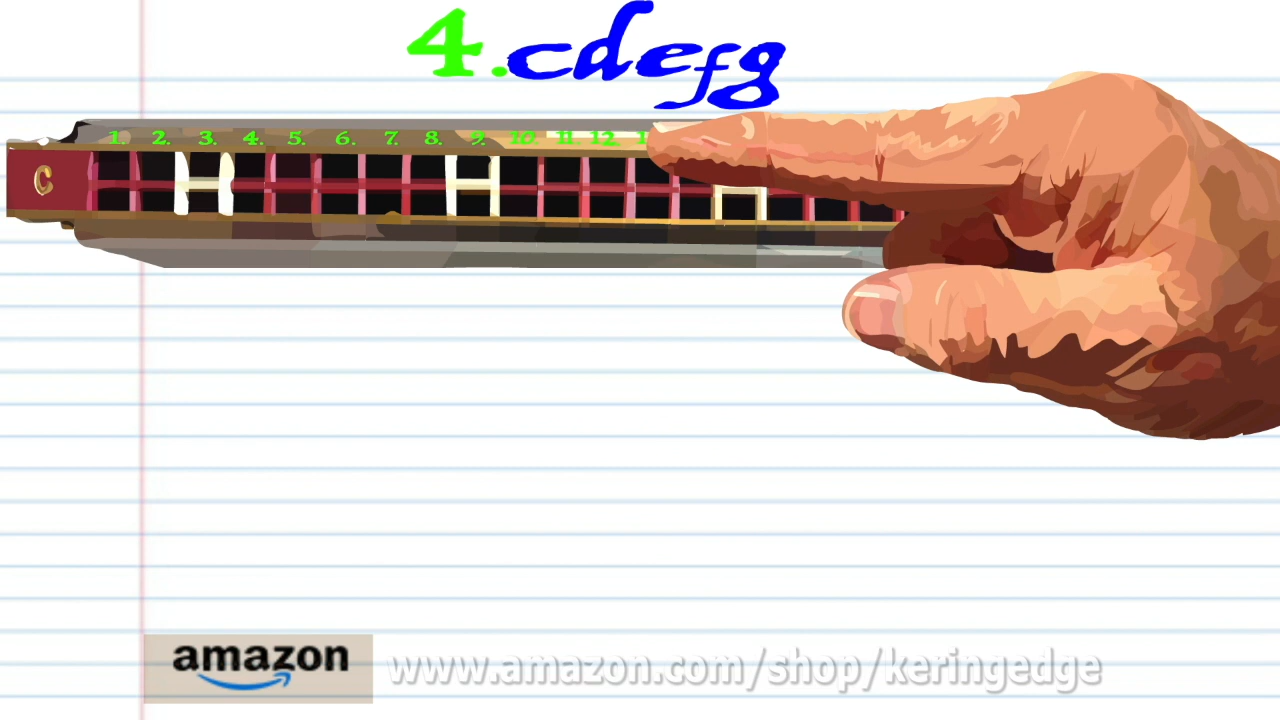 4.cdefg
1. 2. 3. 4. 5. 6. 7. 8. 9. 10. 11 12.
C
amazon www.amazon.com/shop/keringedge